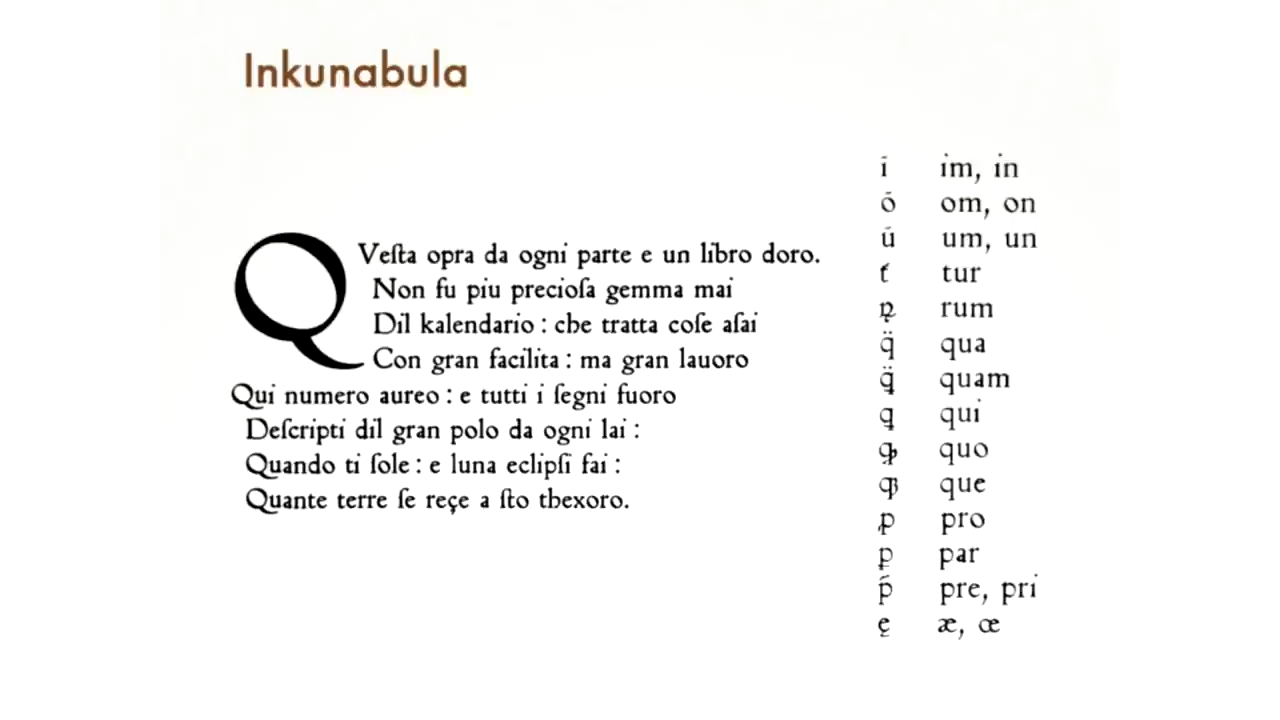 Inkunabula
QVeſta opra da ogni parte e un libro doro.
Non fu piu precioſa gemma mai
Dil kalendario : che tratta coſe aſai
Con gran facilita : ma gran lauoro
Qui numero aureo : e tutti i ſegni fuoro
Deſcripti dil gran polo da ogni lai :
Quando ti ſole : e luna eclipſi fai :
Quante terre ſe reçe a ſto thexoro.
ī im, in
ō om, on
ū um, un
tur
ꝝ rum
q̈ qua
quam
ꝗ qui
quo
que
ꝓ pro
ꝑ par
p̄ pre, pri
ę æ, œ